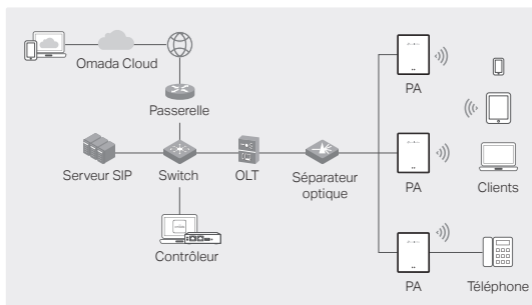 Omada Cloud
Passerelle
PA
Serveur SIP
Switch
OLT
Séparateur
optique
PA
Clients
Contrôleur
PA
Téléphone